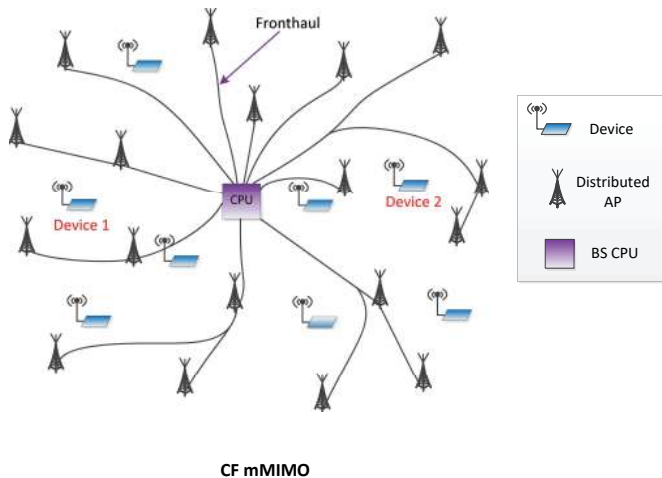 Fronthaul
CPU
Device 1
Device 2
Device
Distributed
AP
BS CPU
CF mMIMO